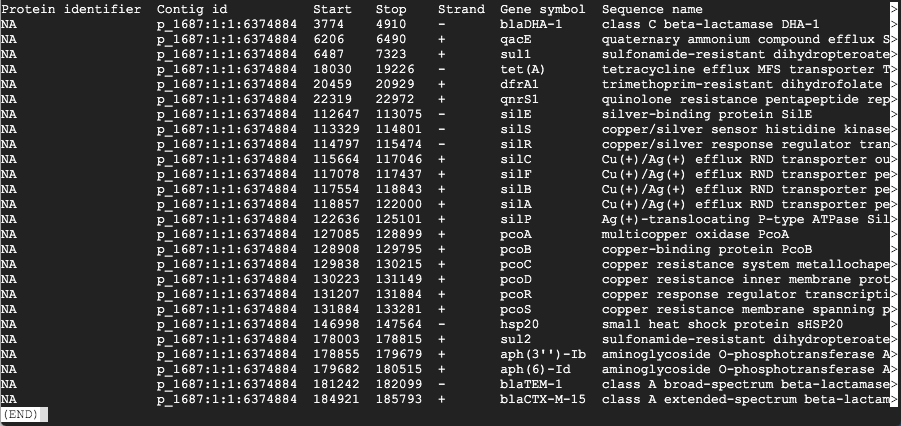 Protein identifier  Contig id           Start   Stop    Strand  Gene symbol  Sequence name >
NA                  p_1687:1:1:6374884  3774    4910    -       blaDHA-1     class C beta-lactamase DHA-1 >
NA                  p_1687:1:1:6374884  6206    6490    +       qacE         quaternary ammonium compound efflux S>
NA                  p_1687:1:1:6374884  6487    7323    +       sul1         sulfonamide-resistant dihydropteroate>
NA                  p_1687:1:1:6374884  18030   19226   -       tet(A)       tetracycline efflux MFS transporter T>
NA                  p_1687:1:1:6374884  20459   20929   +       dfrA1        trimethoprim-resistant dihydrofolate >
NA                  p_1687:1:1:6374884  22319   22972   +       qnrS1        quinolone resistance pentapeptide rep>
NA                  p_1687:1:1:6374884  112647  113075  -       silE         silver-binding protein SilE >
NA                  p_1687:1:1:6374884  113329  114801  -       silS         copper/silver sensor histidine kinase>
NA                  p_1687:1:1:6374884  114797  115474  -       silR         copper/silver response regulator tran>
NA                  p_1687:1:1:6374884  115664  117046  +       silC         Cu(+)/Ag(+) efflux RND transporter ou>
NA                  p_1687:1:1:6374884  117078  117437  +       silF         Cu(+)/Ag(+) efflux RND transporter pe>
NA                  p_1687:1:1:6374884  117554  118843  +       silB         Cu(+)/Ag(+) efflux RND transporter pe>
NA                  p_1687:1:1:6374884  118857  122000  +       silA         Cu(+)/Ag(+) efflux RND transporter pe>
NA                  p_1687:1:1:6374884  122636  125101  +       silP         Ag(+)-translocating P-type ATPase Sil>
NA                  p_1687:1:1:6374884  127085  128899  +       pcoA         multicopper oxidase PcoA >
NA                  p_1687:1:1:6374884  128908  129795  +       pcoB         copper-binding protein PcoB >
NA                  p_1687:1:1:6374884  129838  130215  +       pcoC         copper resistance system metallochape>
NA                  p_1687:1:1:6374884  130223  131149  +       pcoD         copper resistance inner membrane prot>
NA                  p_1687:1:1:6374884  131207  131884  +       pcoR         copper response regulator transcripti>
NA                  p_1687:1:1:6374884  131884  133281  +       pcoS         copper resistance membrane spanning p>
NA                  p_1687:1:1:6374884  146998  147564  -       hsp20        small heat shock protein sHSP20 >
NA                  p_1687:1:1:6374884  178003  178815  +       sul2         sulfonamide-resistant dihydropteroate>
NA                  p_1687:1:1:6374884  178855  179679  +       aph(3'')-Ib  aminoglycoside O-phosphotransferase A>
NA                  p_1687:1:1:6374884  179682  180515  +       aph(6)-Id    aminoglycoside O-phosphotransferase A>
NA                  p_1687:1:1:6374884  181242  182099  -       blaTEM-1     class A broad-spectrum beta-lactamase>
NA                  p_1687:1:1:6374884  184921  185793  +       blaCTX-M-15  class A extended-spectrum beta-lactam>
(END)